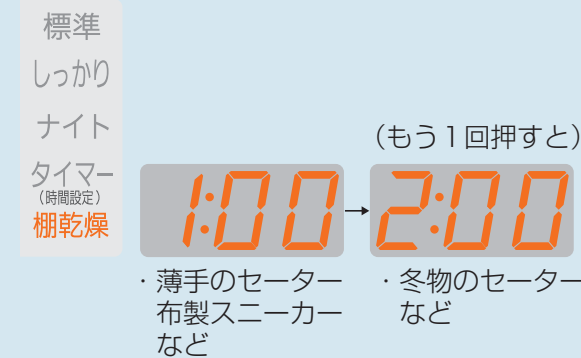 標準
しっかり
ナイト
タイマー
（時間設定）
棚乾燥
（もう1回押すと）
1:00→2:00
・薄手のセーター
布製スニーカー
など
・冬物のセーター
など